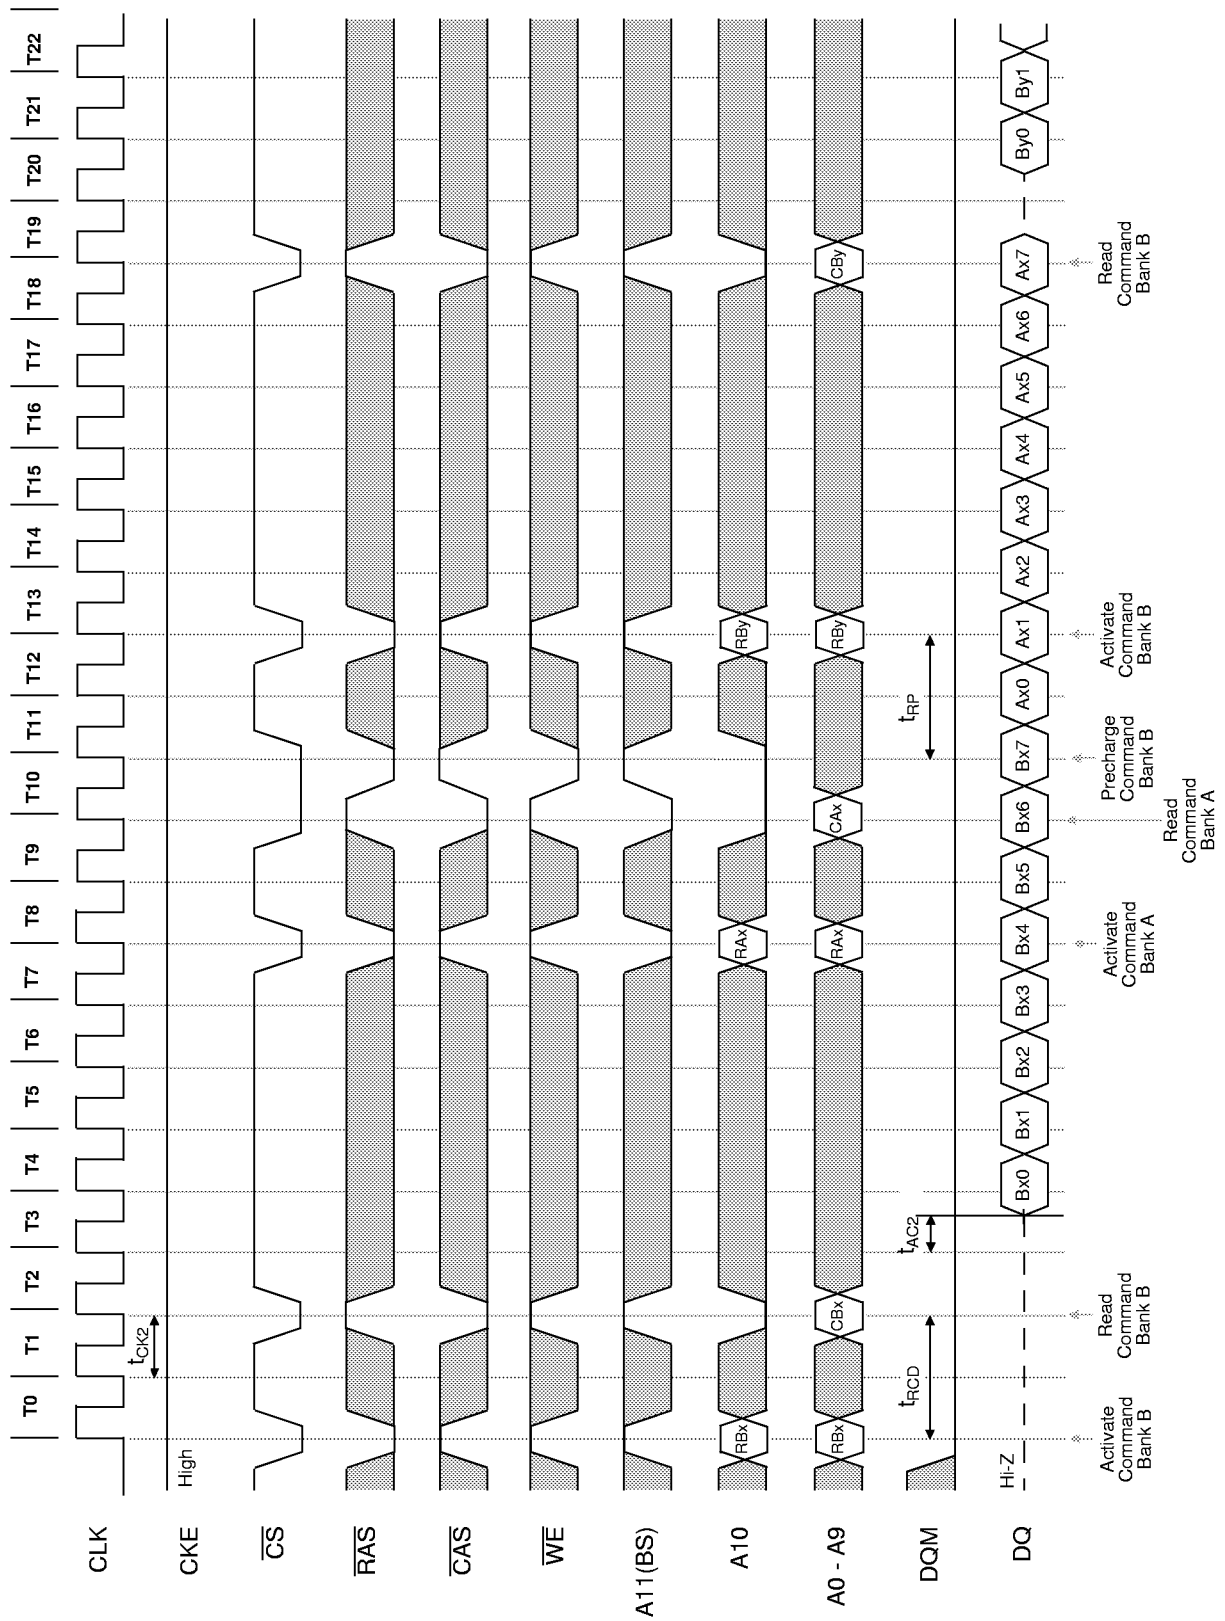 T0 T1 T2 T3 T4 T5 T6 T7 T8 T9 T10 T11 T12 T13 T14 T15 T16 T17 T18 T19 T20 T21 T22
CLK
tCK2
CKE
High
CS
RAS
CAS
WE
A11(BS)
A10
RBx RAx RBy
A0 - A9
RBx CBx RAx CAx RBy CBy
DQM
tRCD tAC2 tRP
DQ
Hi-Z
Bx0 Bx1 Bx2 Bx3 Bx4 Bx5 Bx6 Bx7 Ax0 Ax1 Ax2 Ax3 Ax4 Ax5 Ax6 Ax7 By0 By1
Activate
Command
Bank B
Read
Command
Bank B
Activate
Command
Bank A
Read
Command
Bank A
Precharge
Command
Bank B
Activate
Command
Bank B
Read
Command
Bank B